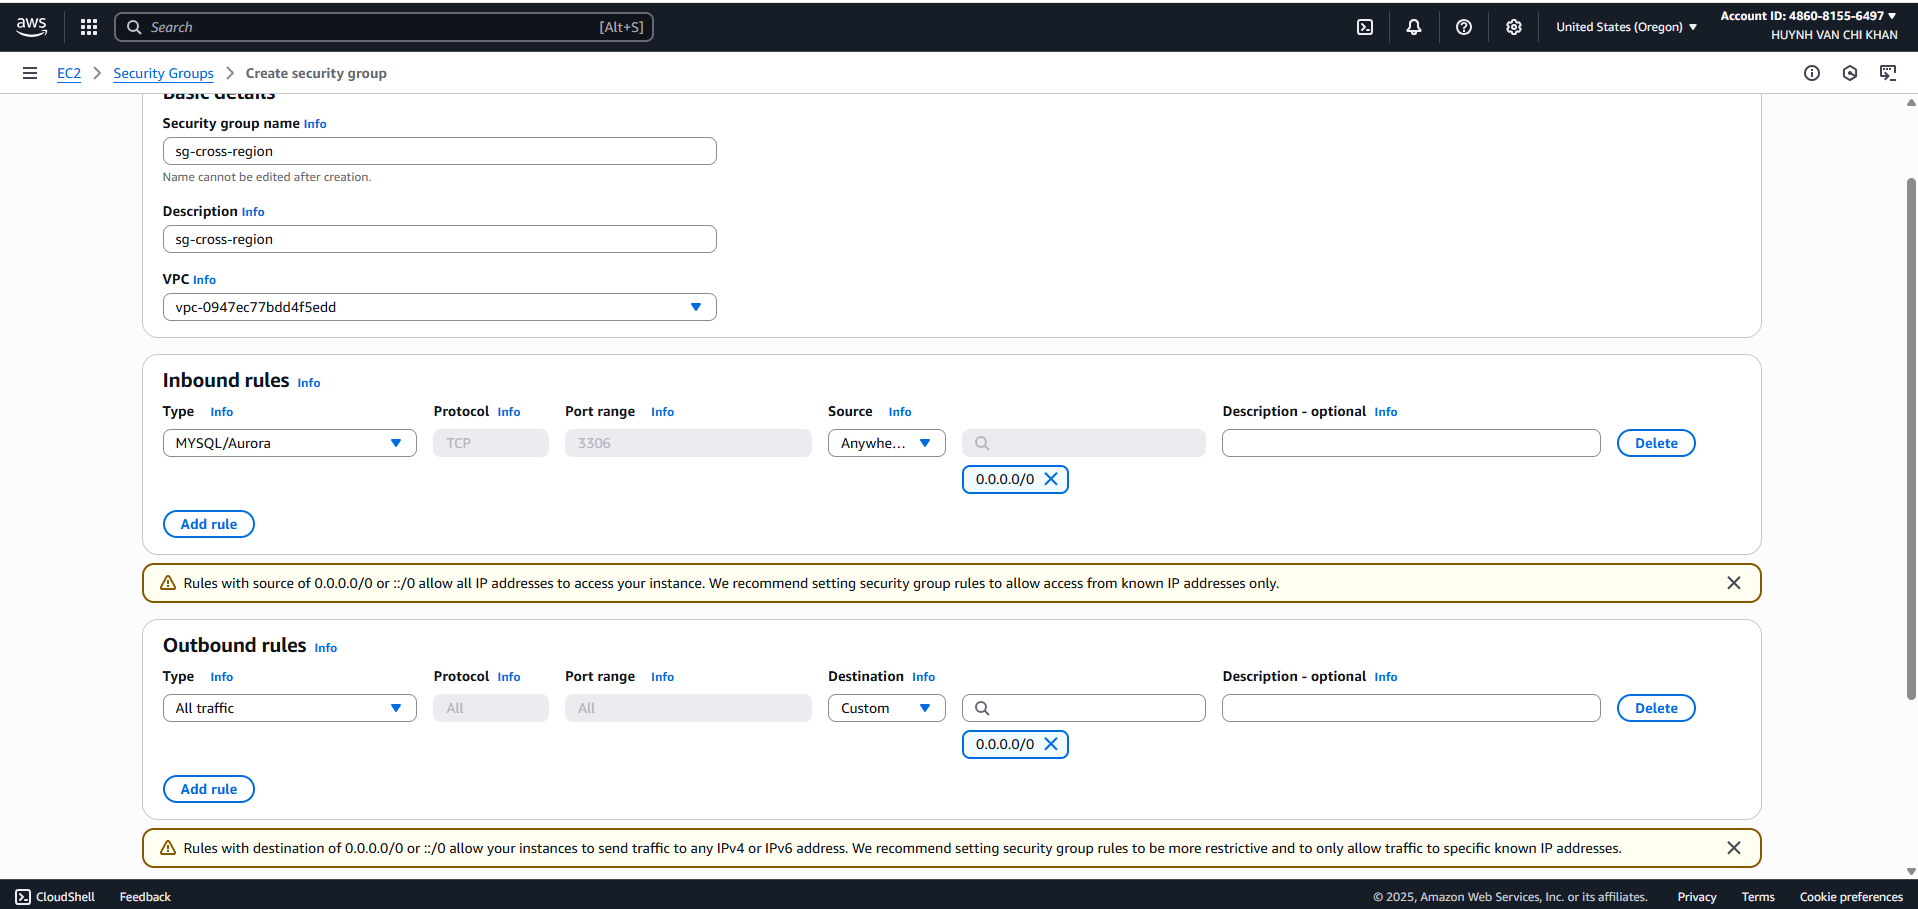 aws Search [Alt+S] United States (Oregon) Account ID: 4860-8155-6497
HUYNH VAN CHI KHAN
EC2 Security Groups Create security group
Basic details
Security group name Info
sg-cross-region
Name cannot be edited after creation.
Description Info
sg-cross-region
VPC Info
vpc-0947ec77bdd4f5edd
Inbound rules Info
Type Info Protocol Info Port range Info Source Info Description - optional Info
MYSQL/Aurora TCP 3306 Anywhe... Delete
0.0.0.0/0
Add rule
Rules with source of 0.0.0.0/0 or ::/0 allow all IP addresses to access your instance. We recommend setting security group rules to allow access from known IP addresses only.
Outbound rules Info
Type Info Protocol Info Port range Info Destination Info Description - optional Info
All traffic All All Custom Delete
0.0.0.0/0
Add rule
Rules with destination of 0.0.0.0/0 or ::/0 allow your instances to send traffic to any IPv4 or IPv6 address. We recommend setting security group rules to be more restrictive and to only allow traffic to specific known IP addresses.
CloudShell Feedback © 2025, Amazon Web Services, Inc. or its affiliates. Privacy Terms Cookie preferences